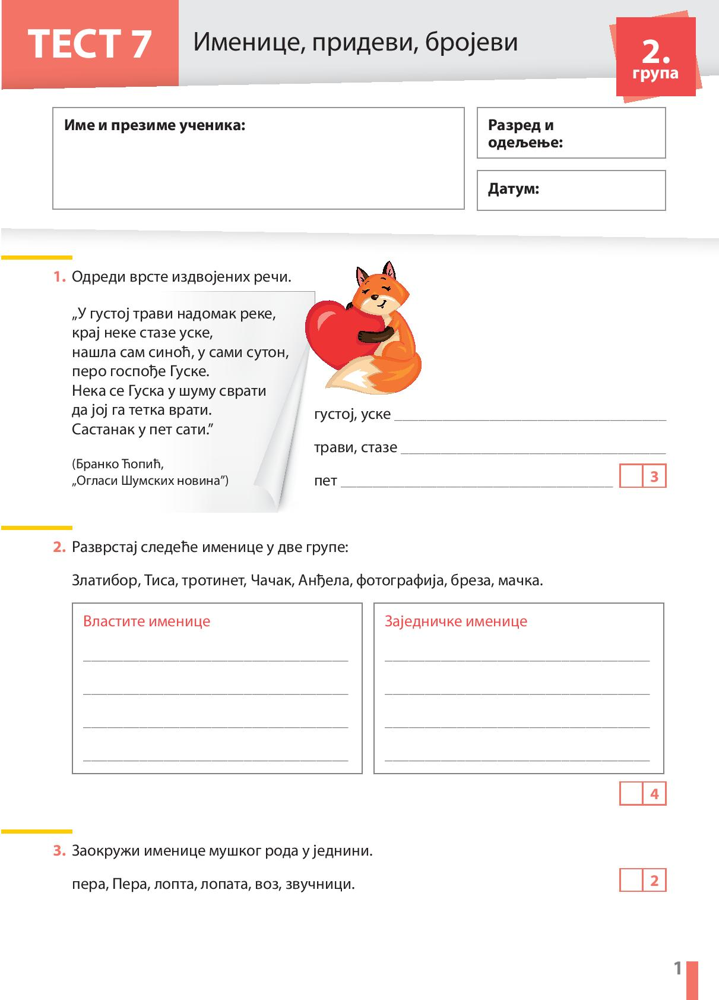 ТЕСТ 7
Именице, придеви, бројеви
2.
група
Име и презиме ученика:
Разред и
одељење:
Датум:
1. Одреди врсте издвојених речи.
„У густој трави надомак реке,
крај неке стазе уске,
нашла сам синоћ, у сами сутон,
перо госпође Гуске.
Нека се Гуска у шуму сврати
да јој га тетка врати.
Састанак у пет сати.”
(Бранко Ћопић,
„Огласи Шумских новина”)
густој, уске
трави, стазе
пет
3
2. Разврстај следеће именице у две групе:
Златибор, Тиса, тротинет, Чачак, Анђела, фотографија, бреза, мачка.
Властите именице
Заједничке именице
4
3. Заокружи именице мушког рода у једнини.
пера, Пера, лопта, лопата, воз, звучници.
2
1